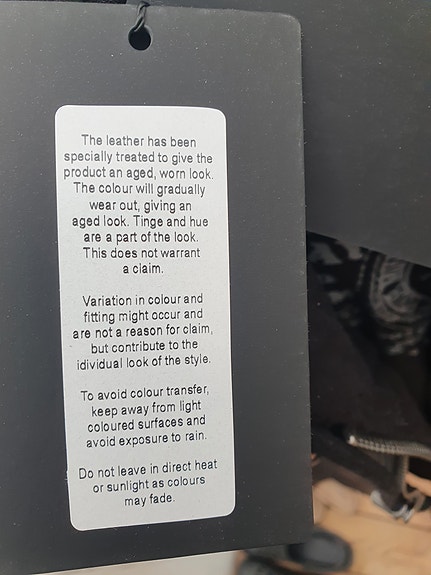 The leather has been
specially treated to give the
product an aged, worn look.
The colour will gradually
wear out, giving an
aged look. Tinge and hue
are a part of the look.
This does not warrant
a claim.
Variation in colour and
fitting might occur and
are not a reason for claim,
but contribute to the
idividual look of the style.
To avoid colour transfer,
keep away from light
coloured surfaces and
avoid exposure to rain.
Do not leave in direct heat
or sunlight as colours
may fade.